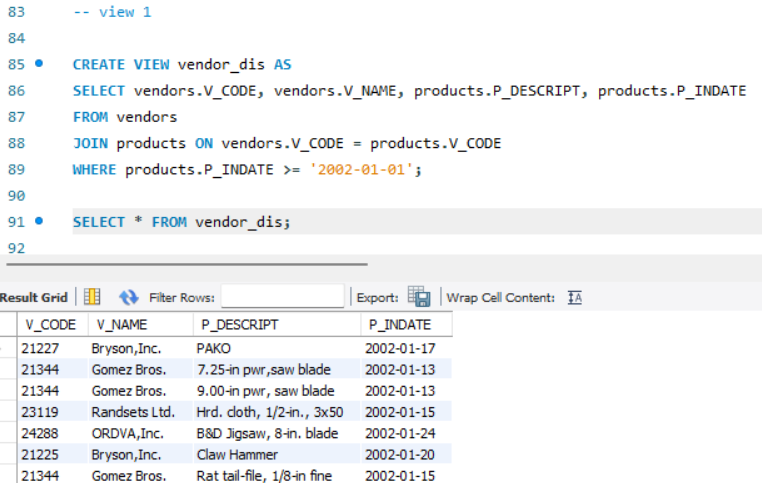 83 -- view 1
84
85 CREATE VIEW vendor_dis AS
86 SELECT vendors.V_CODE, vendors.V_NAME, products.P_DESCRIPT, products.P_INDATE
87 FROM vendors
88 JOIN products ON vendors.V_CODE = products.V_CODE
89 WHERE products.P_INDATE >= '2002-01-01';
90
91 SELECT * FROM vendor_dis;
92
Result Grid Filter Rows: Export: Wrap Cell Content: IA
V_CODE V_NAME P_DESCRIPT P_INDATE
21227 Bryson,Inc. PAKO 2002-01-17
21344 Gomez Bros. 7.25-in pwr,saw blade 2002-01-13
21344 Gomez Bros. 9.00-in pwr, saw blade 2002-01-13
23119 Randsets Ltd. Hrd. cloth, 1/2-in., 3x50 2002-01-15
24288 ORDVA,Inc. B&D Jigsaw, 8-in. blade 2002-01-24
21225 Bryson,Inc. Claw Hammer 2002-01-20
21344 Gomez Bros. Rat tail-file, 1/8-in fine 2002-01-15